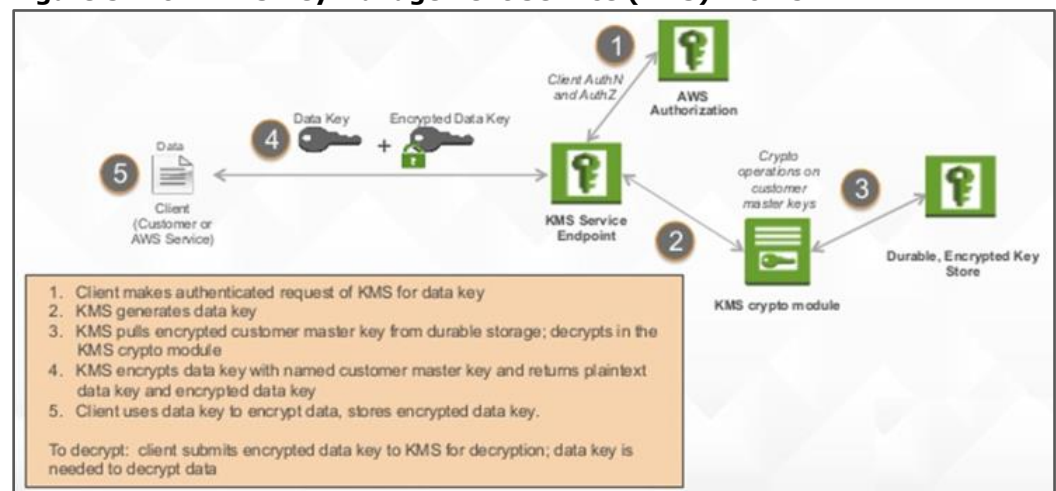 1
Client AuthN
and AuthZ
AWS
Authorization
Data Key
Encrypted Data Key
4
+
Data
5
Client
(Customer or
AWS Service)
KMS Service
Endpoint
2
Crypto
operations on
customer
master keys
3
KMS crypto module
Durable, Encrypted Key
Store
1. Client makes authenticated request of KMS for data key
2. KMS generates data key
3. KMS pulls encrypted customer master key from durable storage; decrypts in the
KMS crypto module
4. KMS encrypts data key with named customer master key and returns plaintext
data key and encrypted data key
5. Client uses data key to encrypt data, stores encrypted data key.
To decrypt: client submits encrypted data key to KMS for decryption; data key is
needed to decrypt data